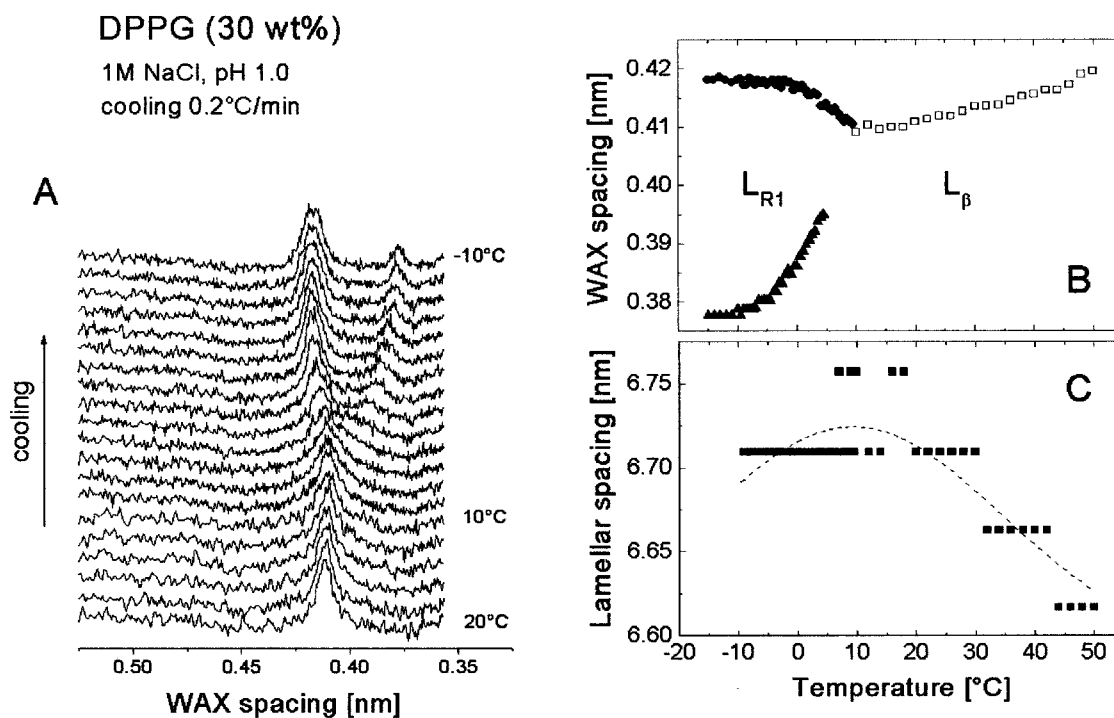 DPPG (30 wt%)
1M NaCl, pH 1.0
cooling 0.2°C/min
A
cooling
-10°C
10°C
20°C
0.50
0.45
0.40
0.35
WAX spacing [nm]
WAX spacing [nm]
0.42
0.41
0.40
0.39
0.38
L_R1
L_β
B
Lamellar spacing [nm]
6.75
6.70
6.65
6.60
C
-20
-10
0
10
20
30
40
50
Temperature [°C]